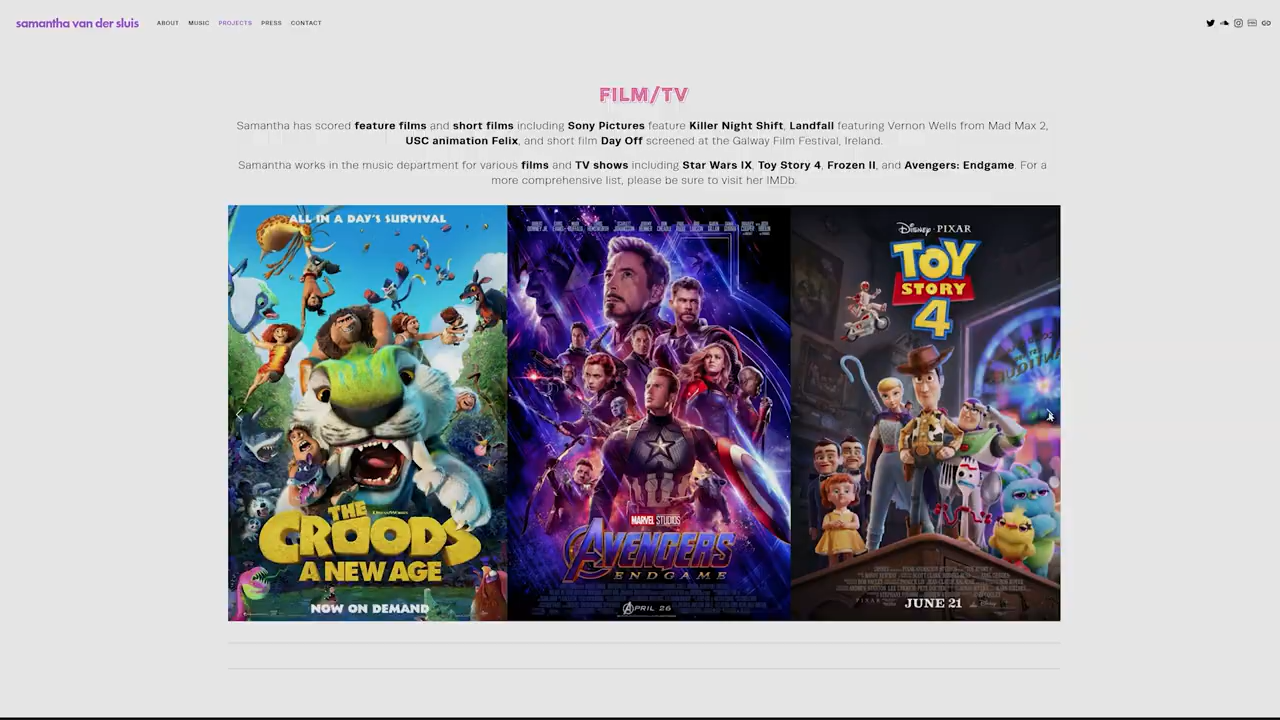 samantha van der sluis ABOUT MUSIC PROJECTS PRESS CONTACT
FILM/TV
Samantha has scored feature films and short films including Sony Pictures feature Killer Night Shift, Landfall featuring Vernon Wells from Mad Max 2,
USC animation Felix, and short film Day Off screened at the Galway Film Festival, Ireland.
Samantha works in the music department for various films and TV shows including Star Wars IX, Toy Story 4, Frozen II, and Avengers: Endgame. For a
more comprehensive list, please be sure to visit her IMDb.
ALL IN A DAY'S SURVIVAL
THE
CROODS
A NEW AGE
NOW ON DEMAND
MARVEL STUDIOS
AVENGERS
ENDGAME
APRIL 26
Disney • PIXAR
TOY
STORY
4
JUNE 21